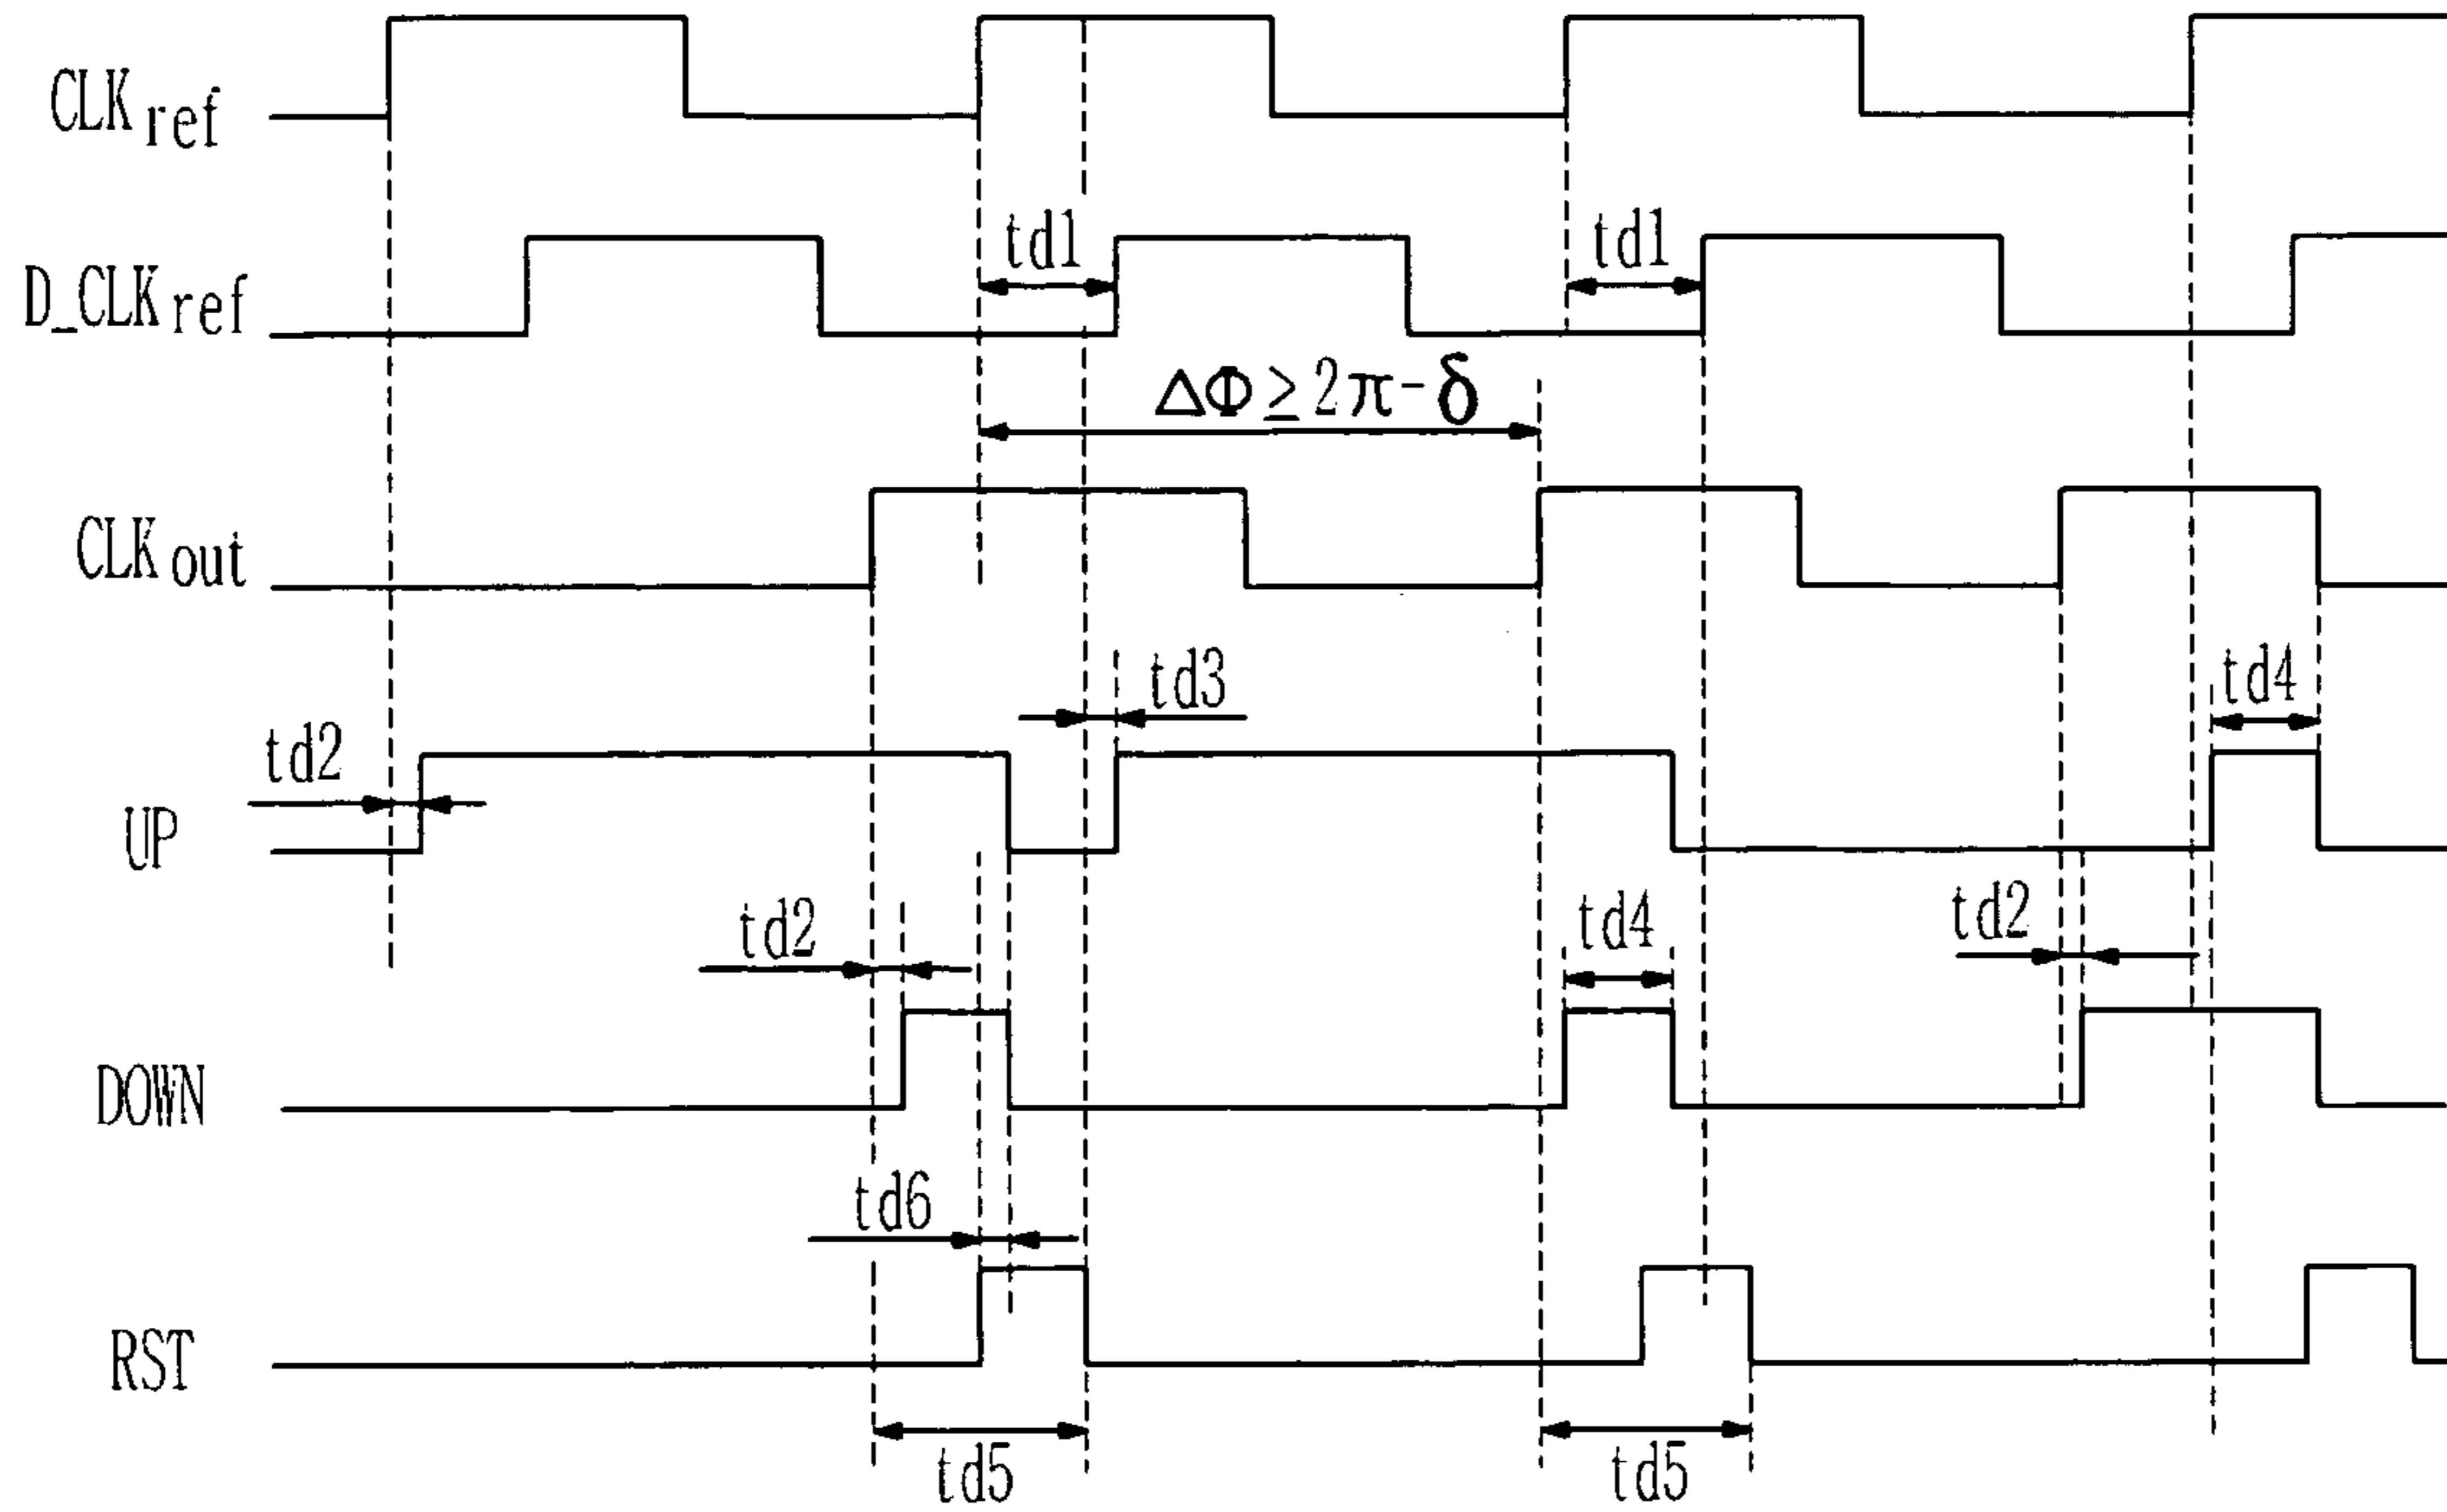 CLKref
td1
td1
D_CLKref
ΔΦ≥2π-δ
CLKout
td3
td4
td2
UP
td2
td4
td2
DOWN
td6
RST
td5
td5